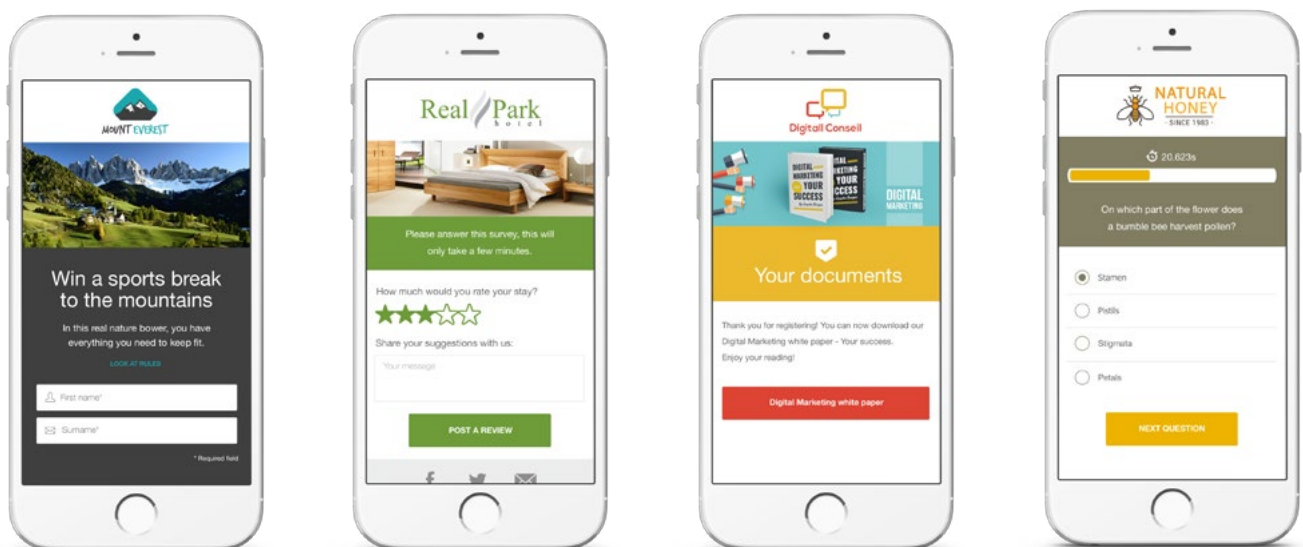 MOUNT EVEREST
Win a sports break
to the mountains
In this real nature bower, you have
everything you need to keep fit.
LOOK AT RULES
First name*
Surname*
* Required field
Real Park
hotel
Please answer this survey, this will
only take a few minutes.
How much would you rate your stay?
Share your suggestions with us:
Your message
POST A REVIEW
Digitall Conseil
DIGITAL
MARKETING
YOUR
SUCCESS
MARKETING
YOUR
SUCCESS
DIGITAL
MARKETING
Your documents
Thank you for registering! You can now download our
Digital Marketing white paper - Your success.
Enjoy your reading!
Digital Marketing white paper
NATURAL
HONEY
- SINCE 1983 -
20.623s
On which part of the flower does
a bumble bee harvest pollen?
Stamen
Pistils
Stigmata
Petals
NEXT QUESTION